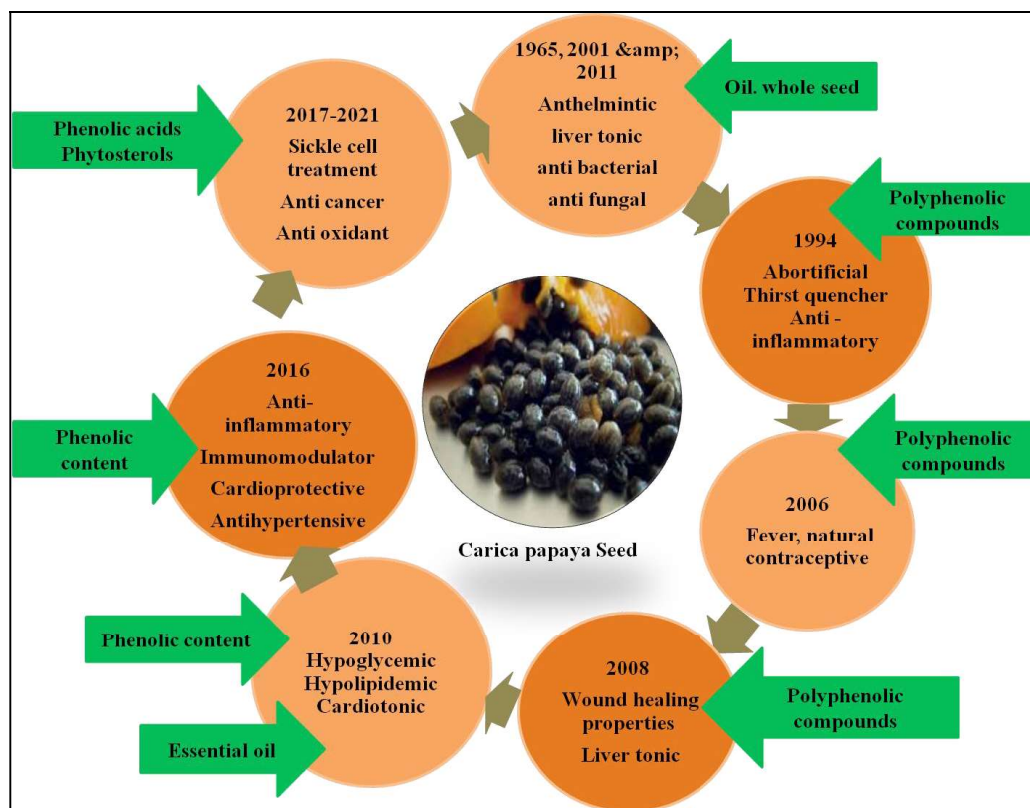 1965, 2001 &amp;
2011
Anthelmintic
liver tonic
anti bacterial
anti fungal
Oil. whole seed
Polyphenolic
compounds
1994
Abortificial
Thirst quencher
Anti -
inflammatory
Polyphenolic
compounds
2006
Fever, natural
contraceptive
2008
Wound healing
properties
Liver tonic
Polyphenolic
compounds
2010
Hypoglycemic
Hypolipidemic
Cardiotonic
Phenolic content
Essential oil
2016
Anti-
inflammatory
Immunomodulator
Cardioprotective
Antihypertensive
Phenolic
content
2017-2021
Sickle cell
treatment
Anti cancer
Anti oxidant
Phenolic acids
Phytosterols
Carica papaya Seed